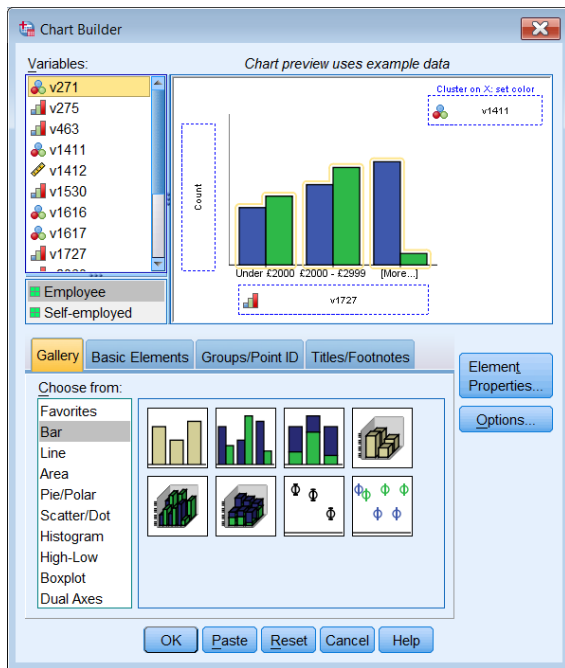 Chart Builder
Variables:
v271
v275
v463
v1411
v1412
v1530
v1616
v1617
v1727
Employee
Self-employed
Chart preview uses example data
Cluster on X: set color
v1411
Count
Under £2000 £2000 - £2999 [More...]
v1727
Gallery Basic Elements Groups/Point ID Titles/Footnotes
Choose from:
Favorites
Bar
Line
Area
Pie/Polar
Scatter/Dot
Histogram
High-Low
Boxplot
Dual Axes
Element
Properties...
Options...
OK Paste Reset Cancel Help